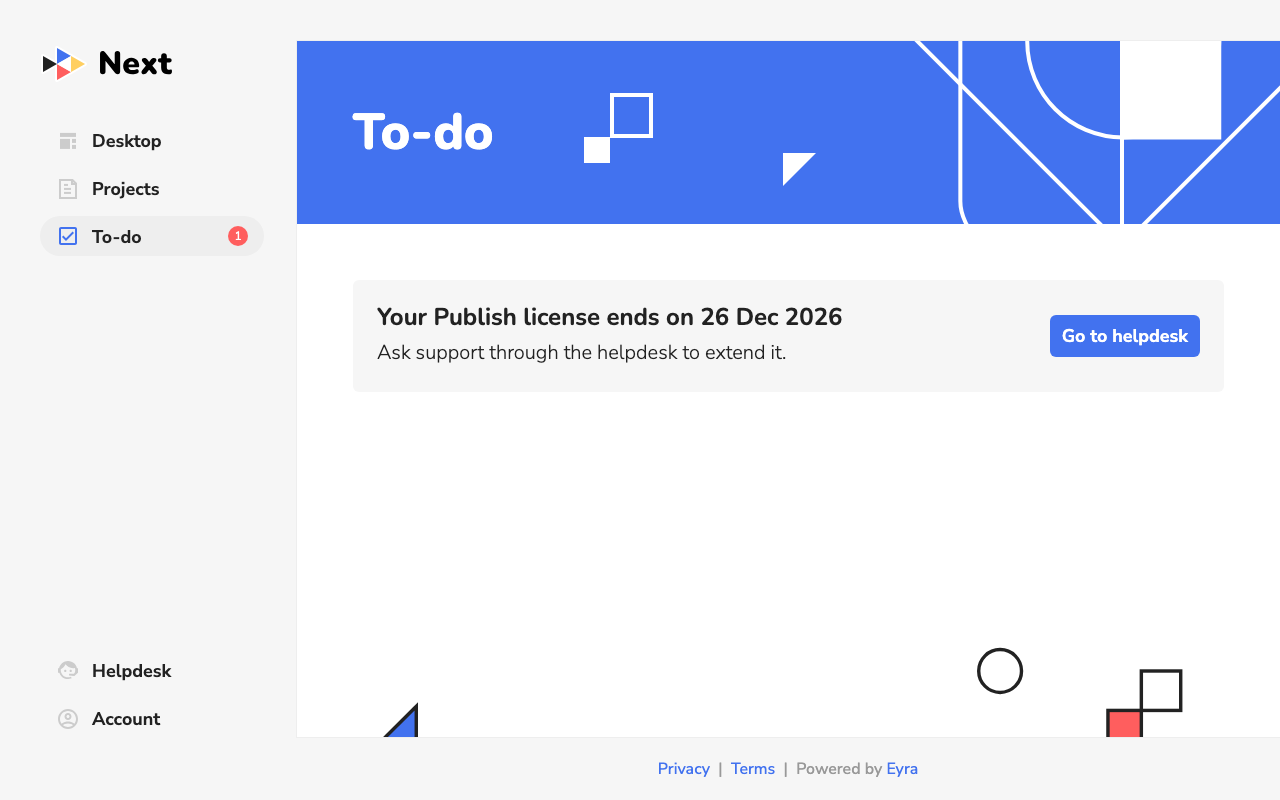 Next
Desktop
Projects
To-do 1
Helpdesk
Account
To-do
Your Publish license ends on 26 Dec 2026
Ask support through the helpdesk to extend it.
Go to helpdesk
Privacy | Terms | Powered by Eyra